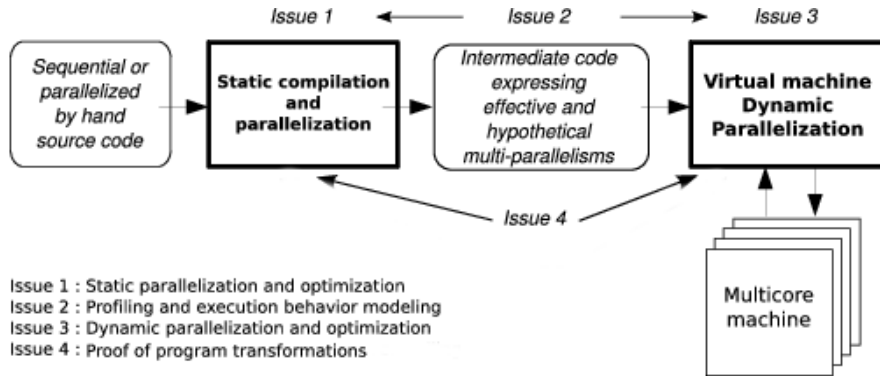 Issue 1
Issue 2
Issue 3
Sequential or
parallelized
by hand
source code
Static compilation
and
parallelization
Intermediate code
expressing
effective and
hypothetical
multi-parallelisms
Virtual machine
Dynamic
Parallelization
Issue 4
Multicore
machine
Issue 1 : Static parallelization and optimization
Issue 2 : Profiling and execution behavior modeling
Issue 3 : Dynamic parallelization and optimization
Issue 4 : Proof of program transformations